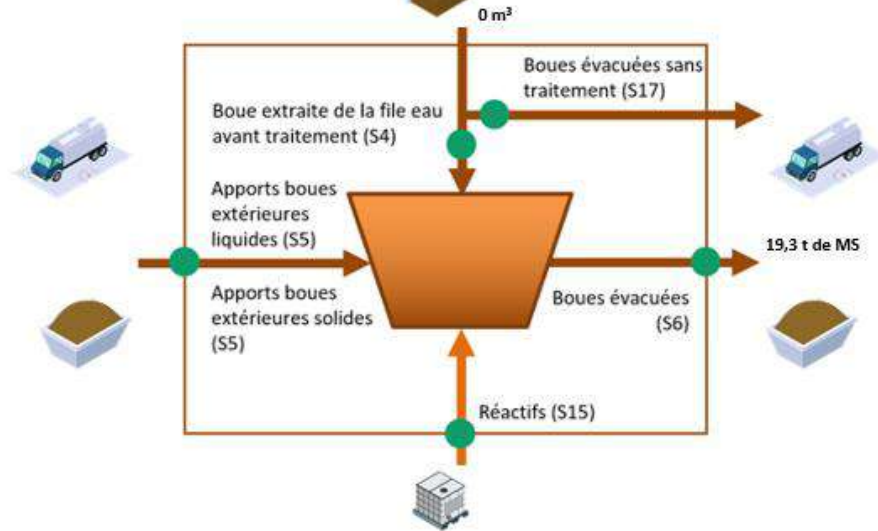 0 m³
Boues évacuées sans
traitement (S17)
Boue extraite de la file eau
avant traitement (S4)
Apports boues
extérieures
liquides (S5)
19,3 t de MS
Apports boues
extérieures solides
(S5)
Boues évacuées
(S6)
Réactifs (S15)